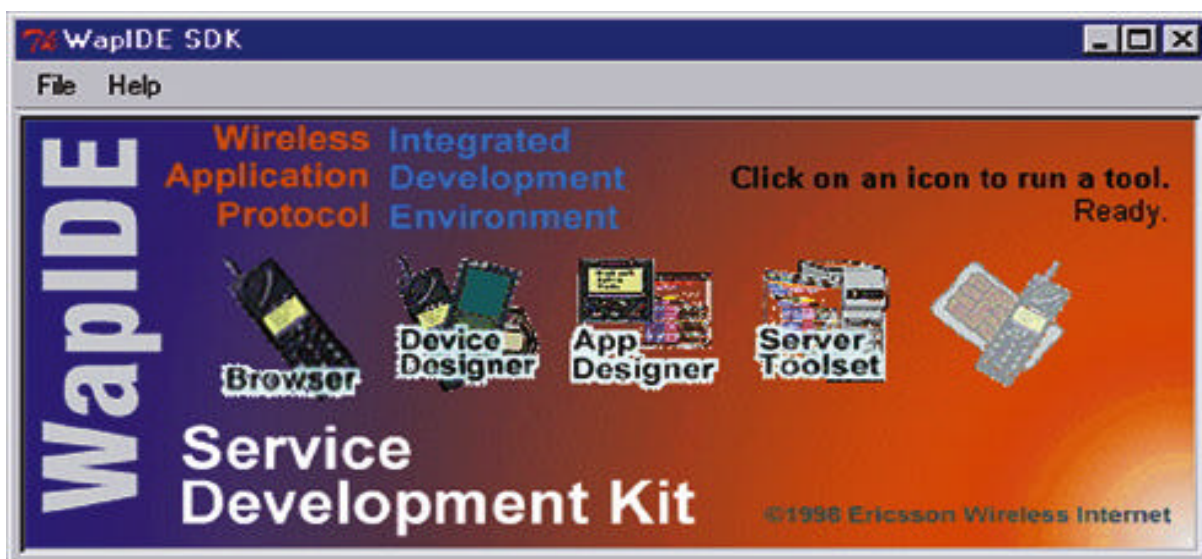 WapIDE SDK
File Help
WapIDE
Wireless Integrated
Application Development
Protocol Environment
Click on an icon to run a tool.
Ready.
Browser
Device
Designer
App
Designer
Server
Toolset
Service
Development Kit
©1998 Ericsson Wireless Internet